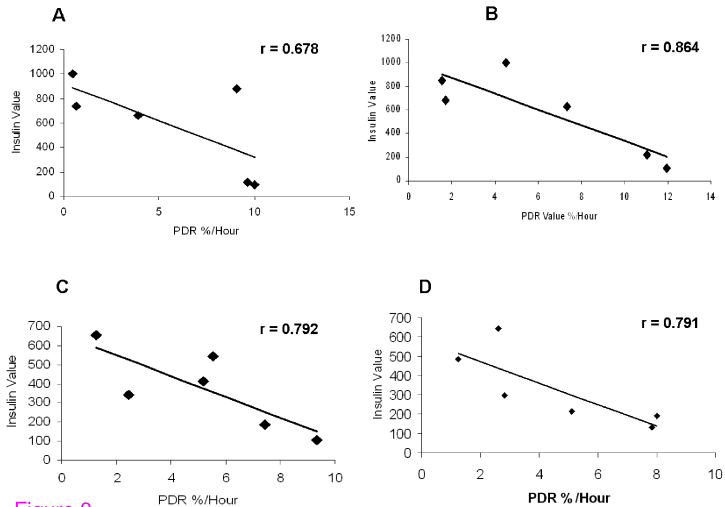 A
r = 0.678
Insulin Value
1200
1000
800
600
400
200
0
0 5 10 15
PDR %/Hour
B
r = 0.864
Insulin Value
1200
1000
800
600
400
200
0
0 2 4 6 8 10 12 14
PDR Value %/Hour
C
r = 0.792
Insulin Value
700
600
500
400
300
200
100
0
0 2 4 6 8 10
PDR %/Hour
D
r = 0.791
Insulin Value
700
600
500
400
300
200
100
0
0 2 4 6 8 10
PDR %/Hour